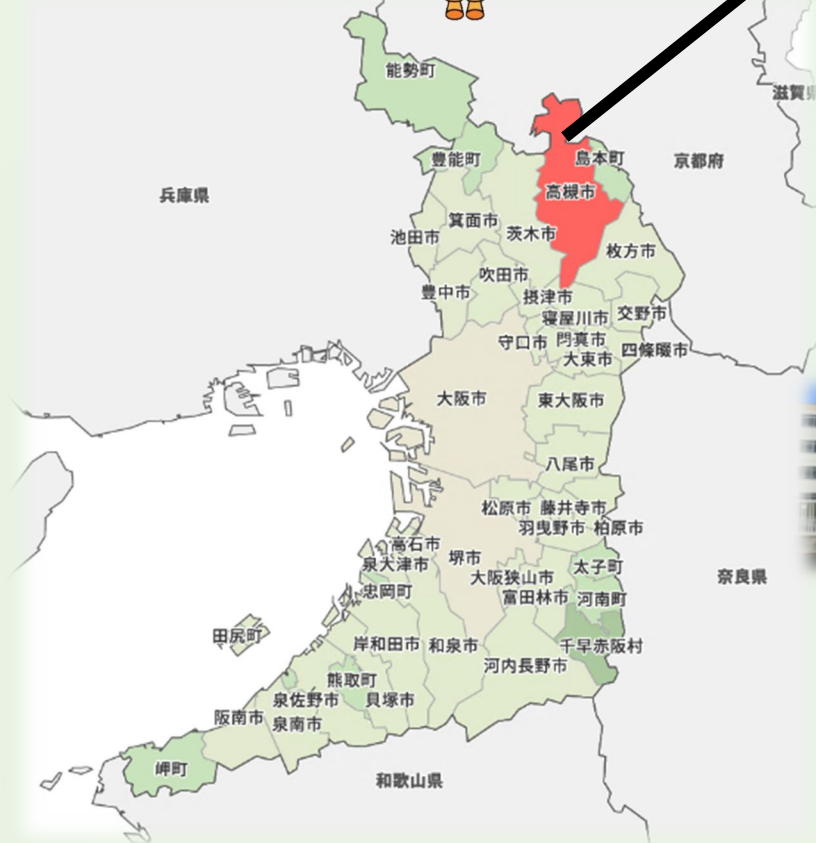 能勢町
滋賀県
豊能町
島本町
京都府
兵庫県
高槻市
箕面市
茨木市
池田市
枚方市
吹田市
豊中市
摂津市
寝屋川市
交野市
守口市
門真市
四條畷市
大東市
大阪市
東大阪市
八尾市
松原市
藤井寺市
羽曳野市
柏原市
高石市
堺市
泉大津市
太子町
大阪狭山市
奈良県
忠岡町
富田林市
河南町
田尻町
岸和田市
和泉市
千早赤阪村
河内長野市
熊取町
泉佐野市
貝塚市
阪南市
泉南市
岬町
和歌山県